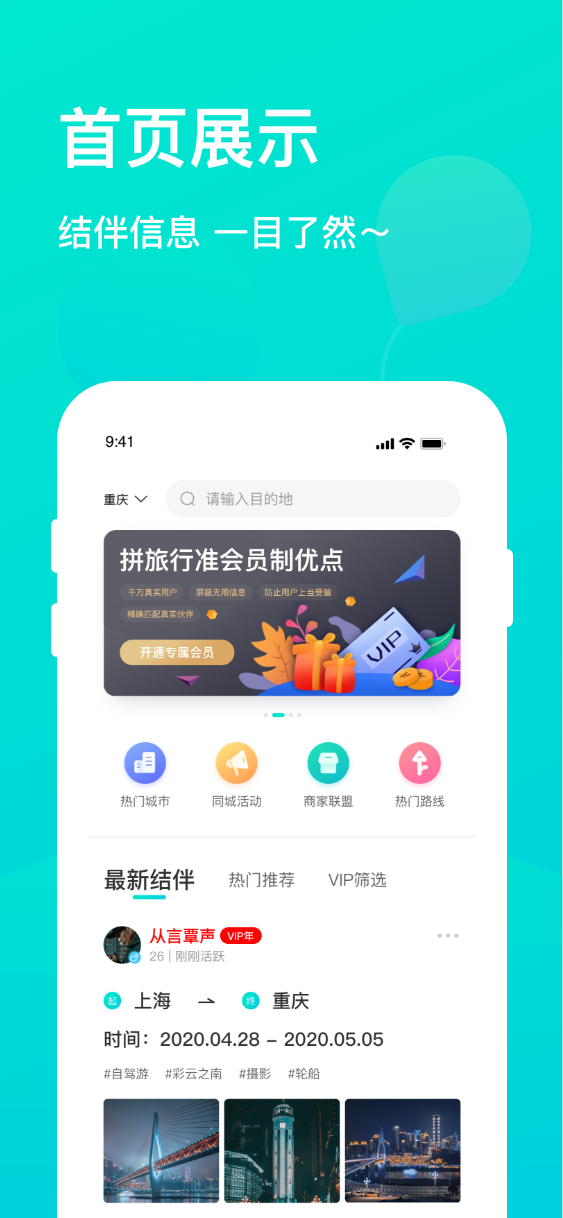 首页展示
结伴信息 一目了然～
9:41
重庆
请输入目的地
拼旅行准会员制优点
千万真实用户 屏蔽无用信息 防止用户上当受骗
精确匹配真实伙伴
开通专属会员
VIP
热门城市 同城活动 商家联盟 热门路线
最新结伴 热门推荐 VIP筛选
从言覃声 VIP年
26 | 刚刚活跃
起 上海 终 重庆
时间：2020.04.28 - 2020.05.05
#自驾游 #彩云之南 #摄影 #轮船